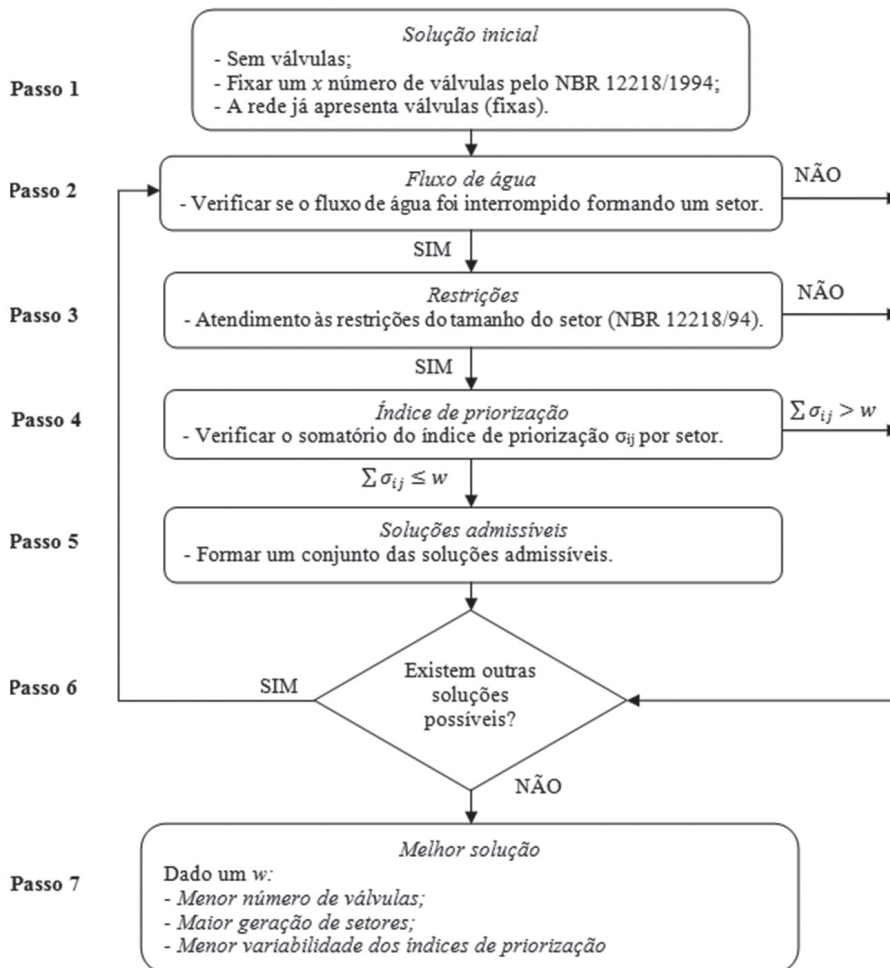 Solução inicial
- Sem válvulas;
Passo 1
- Fixar um x número de válvulas pelo NBR 12218/1994;
- A rede já apresenta válvulas (fixas).
Passo 2
Fluxo de água
NÃO
- Verificar se o fluxo de água foi interrompido formando um setor.
SIM
Restrições
NÃO
Passo 3
- Atendimento às restrições do tamanho do setor (NBR 12218/94).
SIM
Passo 4
Índice de priorização
∑ σij > w
- Verificar o somatório do índice de priorização σij por setor.
∑ σij ≤ w
Soluções admissíveis
Passo 5
- Formar um conjunto das soluções admissíveis.
Passo 6
SIM
Existem outras
soluções
possíveis?
NÃO
Melhor solução
Dado um w:
Passo 7
- Menor número de válvulas;
- Maior geração de setores;
- Menor variabilidade dos índices de priorização